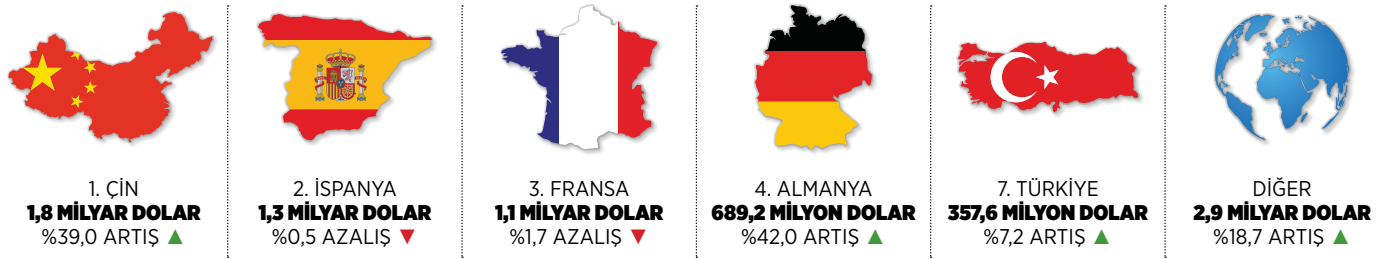 1. ÇİN
1,8 MİLYAR DOLAR
%39,0 ARTIŞ ▲
2. İSPANYA
1,3 MİLYAR DOLAR
%0,5 AZALIŞ ▼
3. FRANSA
1,1 MİLYAR DOLAR
%1,7 AZALIŞ ▼
4. ALMANYA
689,2 MİLYON DOLAR
%42,0 ARTIŞ ▲
7. TÜRKİYE
357,6 MİLYON DOLAR
%7,2 ARTIŞ ▲
DİĞER
2,9 MİLYAR DOLAR
%18,7 ARTIŞ ▲